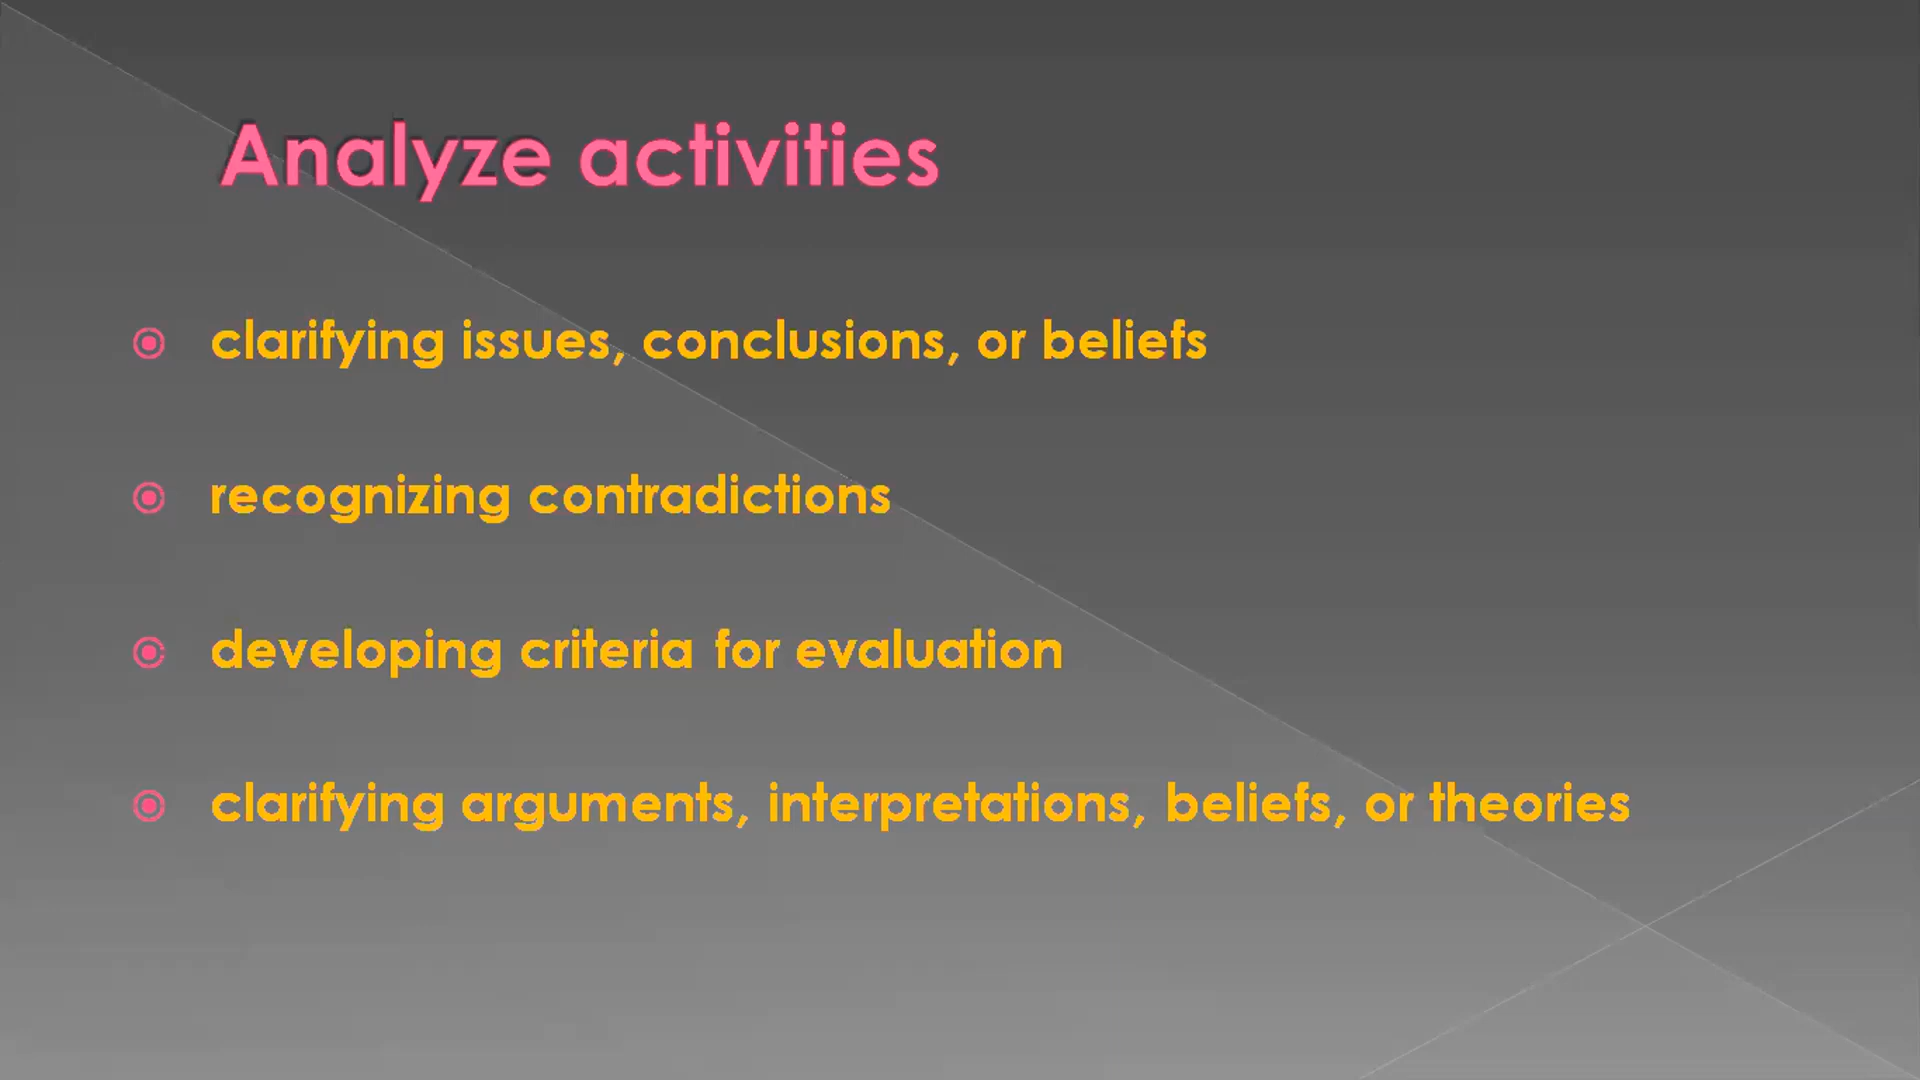 Analyze activities
clarifying issues, conclusions, or beliefs
recognizing contradictions
developing criteria for evaluation
clarifying arguments, interpretations, beliefs, or theories